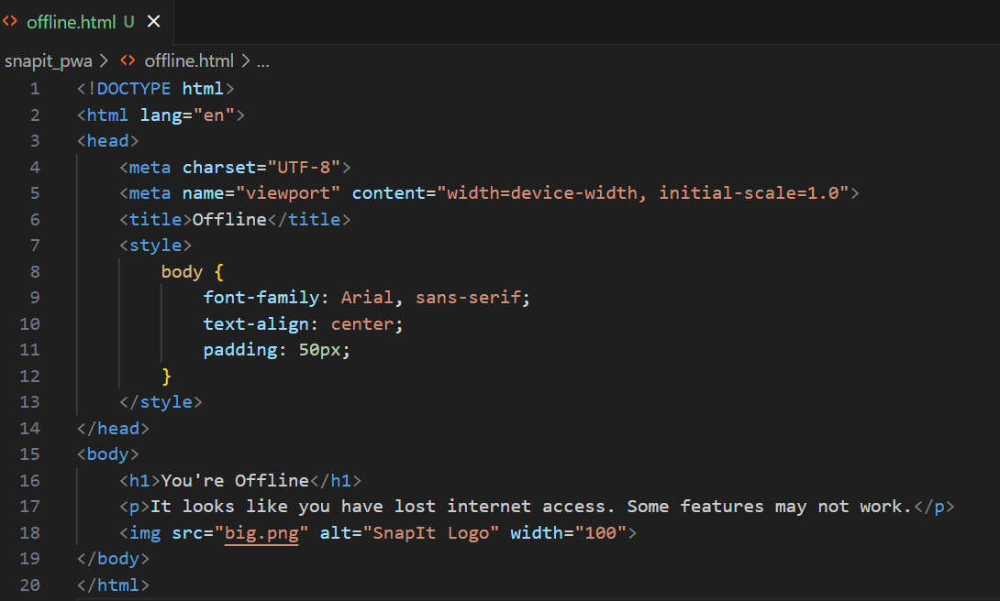 offline.html U ×
snapit_pwa > <> offline.html > ...
1 <!DOCTYPE html>
2 <html lang="en">
3 <head>
4     <meta charset="UTF-8">
5     <meta name="viewport" content="width=device-width, initial-scale=1.0">
6     <title>Offline</title>
7     <style>
8         body {
9             font-family: Arial, sans-serif;
10             text-align: center;
11             padding: 50px;
12         }
13     </style>
14 </head>
15 <body>
16     <h1>You're Offline</h1>
17     <p>It looks like you have lost internet access. Some features may not work.</p>
18     <img src="big.png" alt="SnapIt Logo" width="100">
19 </body>
20 </html>